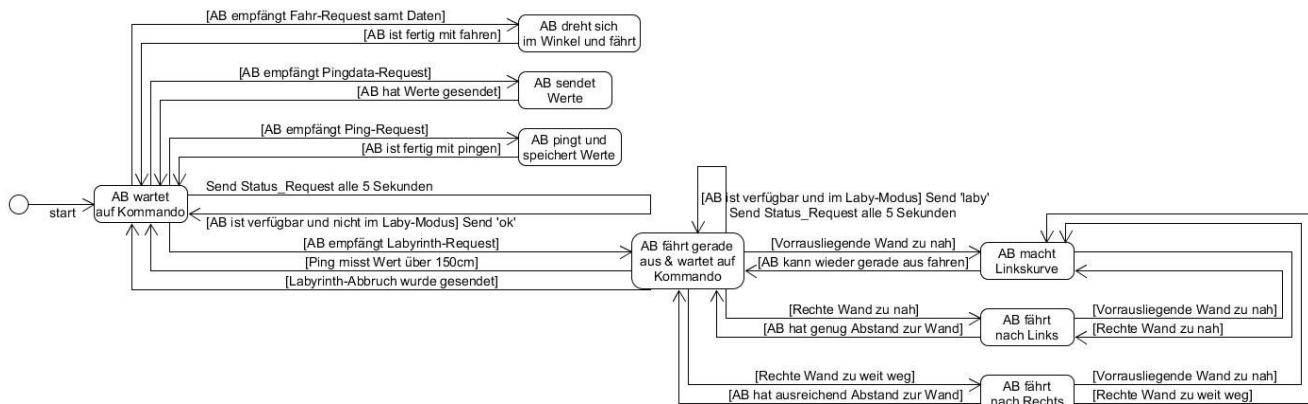 [AB empfängt Fahr-Request samt Daten]
AB dreht sich
im Winkel und fährt
[AB ist fertig mit fahren]
[AB empfängt Pingdata-Request]
AB sendet
Werte
[AB hat Werte gesendet]
[AB empfängt Ping-Request]
AB pingt und
speichert Werte
[AB ist fertig mit pingen]
start
AB wartet
auf Kommando
Send Status_Request alle 5 Sekunden
[AB ist verfügbar und nicht im Laby-Modus] Send 'ok'
[AB ist verfügbar und im Laby-Modus] Send 'laby'
Send Status_Request alle 5 Sekunden
[AB empfängt Labyrinth-Request]
[Ping misst Wert über 150cm]
[Labyrinth-Abbruch wurde gesendet]
AB fährt gerade
aus & wartet auf
Kommando
[Vorrausliegende Wand zu nah]
[AB kann wieder gerade aus fahren]
AB macht
Linkskurve
[Rechte Wand zu nah]
[AB hat genug Abstand zur Wand]
AB fährt
nach Links
[Vorrausliegende Wand zu nah]
[Rechte Wand zu nah]
[Rechte Wand zu weit weg]
[AB hat ausreichend Abstand zur Wand]
AB fährt
nach Rechts
[Vorrausliegende Wand zu nah]
[Rechte Wand zu weit weg]